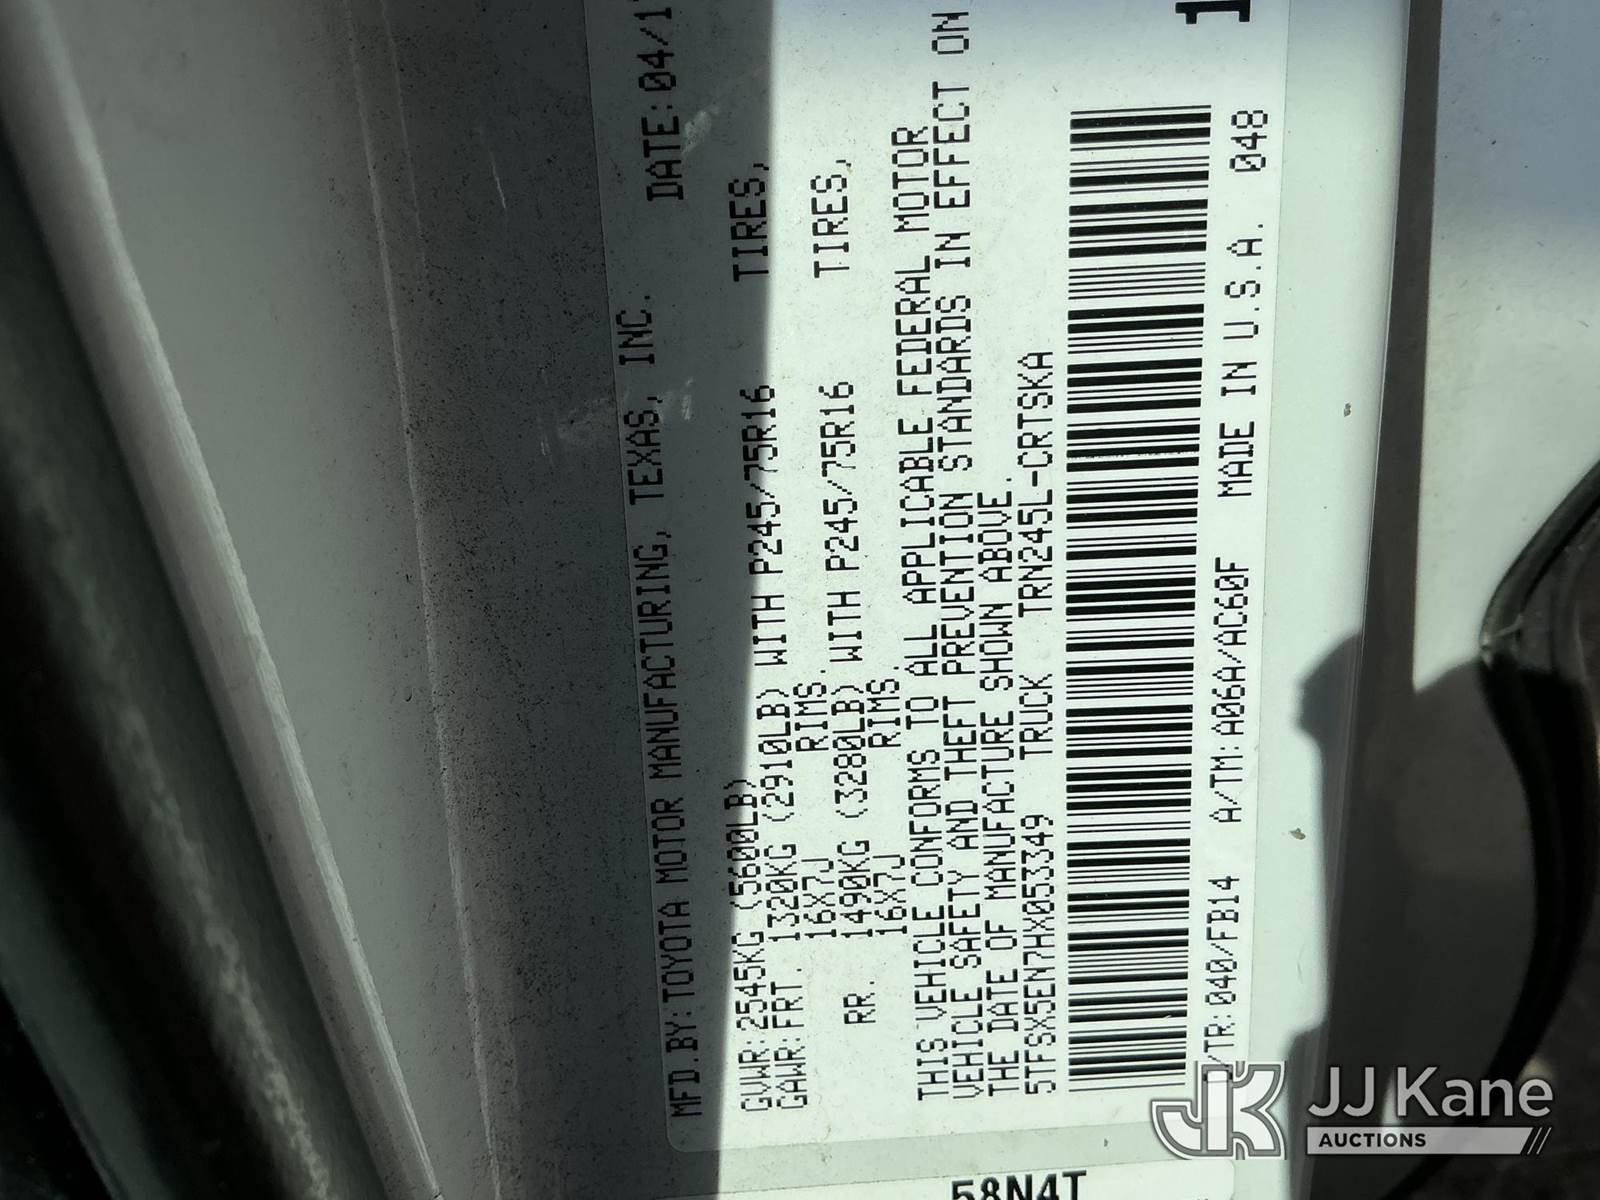 MFD.BY:TOYOTA MOTOR MANUFACTURING, TEXAS, INC. DATE:04/1
GVWR:2545KG (5600LB)
GAWR:FRT. 1320KG (2910LB) WITH P245/75R16 TIRES,
16X7J RIMS.
RR. 1490KG (3280LB) WITH P245/75R16 TIRES,
16X7J RIMS.
THIS VEHICLE CONFORMS TO ALL APPLICABLE FEDERAL MOTOR
VEHICLE SAFETY AND THEFT PREVENTION STANDARDS IN EFFECT ON
THE DATE OF MANUFACTURE SHOWN ABOVE.
5TFSX5EN7HX053349 TRUCK TRN245L-CRTSKA
/TR:040/FB14 A/TM:A06A/AC60F MADE IN U.S.A. 048
58N4T
JJ Kane
AUCTIONS